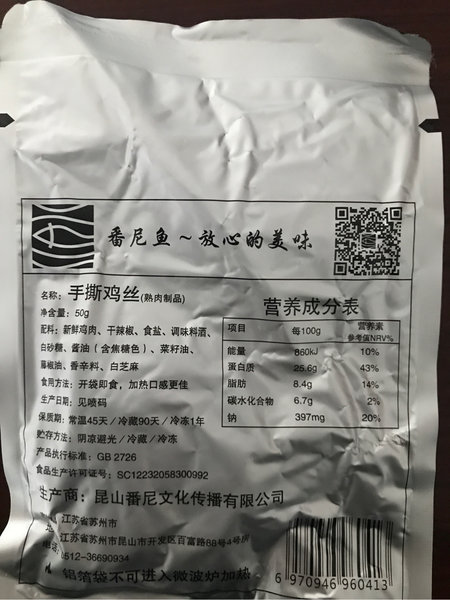 番尼鱼～放心的美味
名称：手撕鸡丝(熟肉制品)
净含量：50g
配料：新鲜鸡肉、干辣椒、食盐、调味料酒、
白砂糖、酱油（含焦糖色）、菜籽油、
藤椒油、香辛料、白芝麻
食用方法：开袋即食，加热口感更佳
生产日期：见喷码
保质期：常温45天／冷藏90天／冷冻1年
贮存方法：阴凉避光／冷藏／冷冻
产品执行标准：GB 2726
食品生产许可证号：SC12232058300992
营养成分表
项目 每100g 营养素参考值NRV%
能量 660kJ 10%
蛋白质 25.6g 43%
脂肪 8.4g 14%
碳水化合物 6.7g 2%
钠 397mg 20%
生产商：昆山番尼文化传播有限公司
江苏省苏州市
江苏省苏州市昆山市开发区百富路88号4号房
0512-36690934
铝箔袋不可进入微波炉加热
6 970946 960413